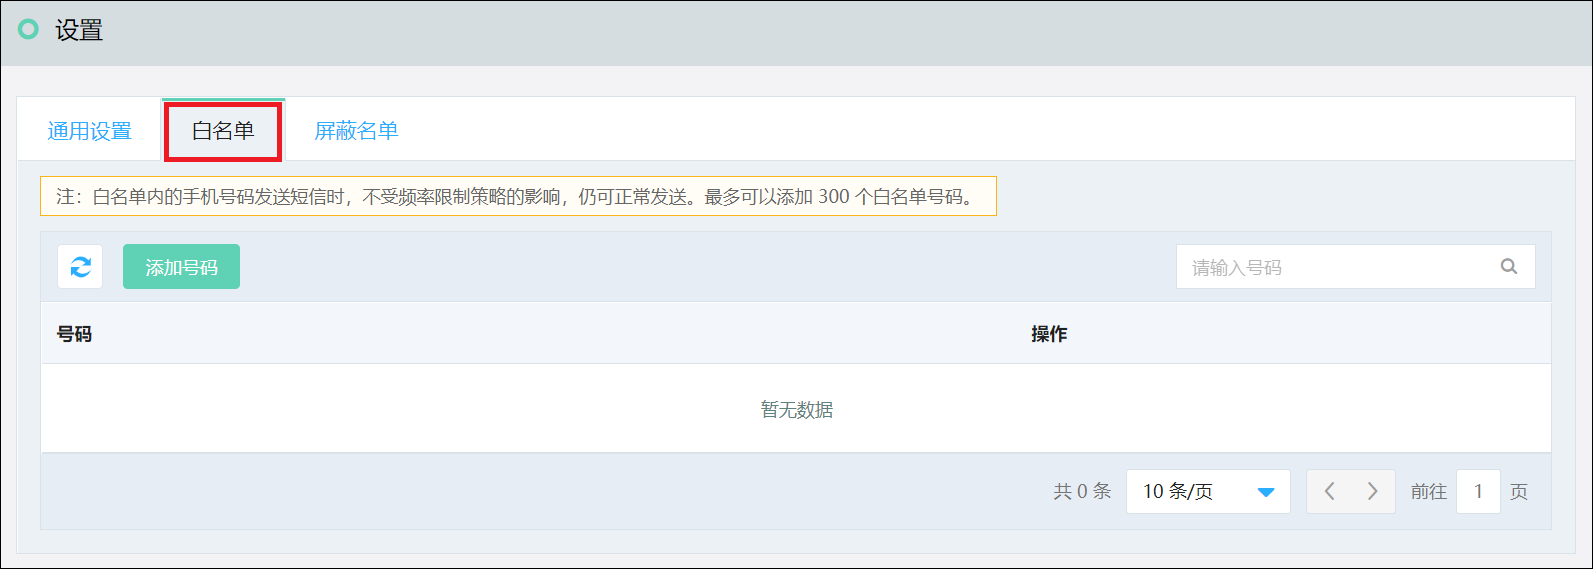 设置
通用设置 白名单 屏蔽名单
注：白名单内的手机号码发送短信时，不受频率限制策略的影响，仍可正常发送。最多可以添加 300 个白名单号码。
添加号码 请输入号码
号码 操作
暂无数据
共 0 条 10 条/页 前往 1 页